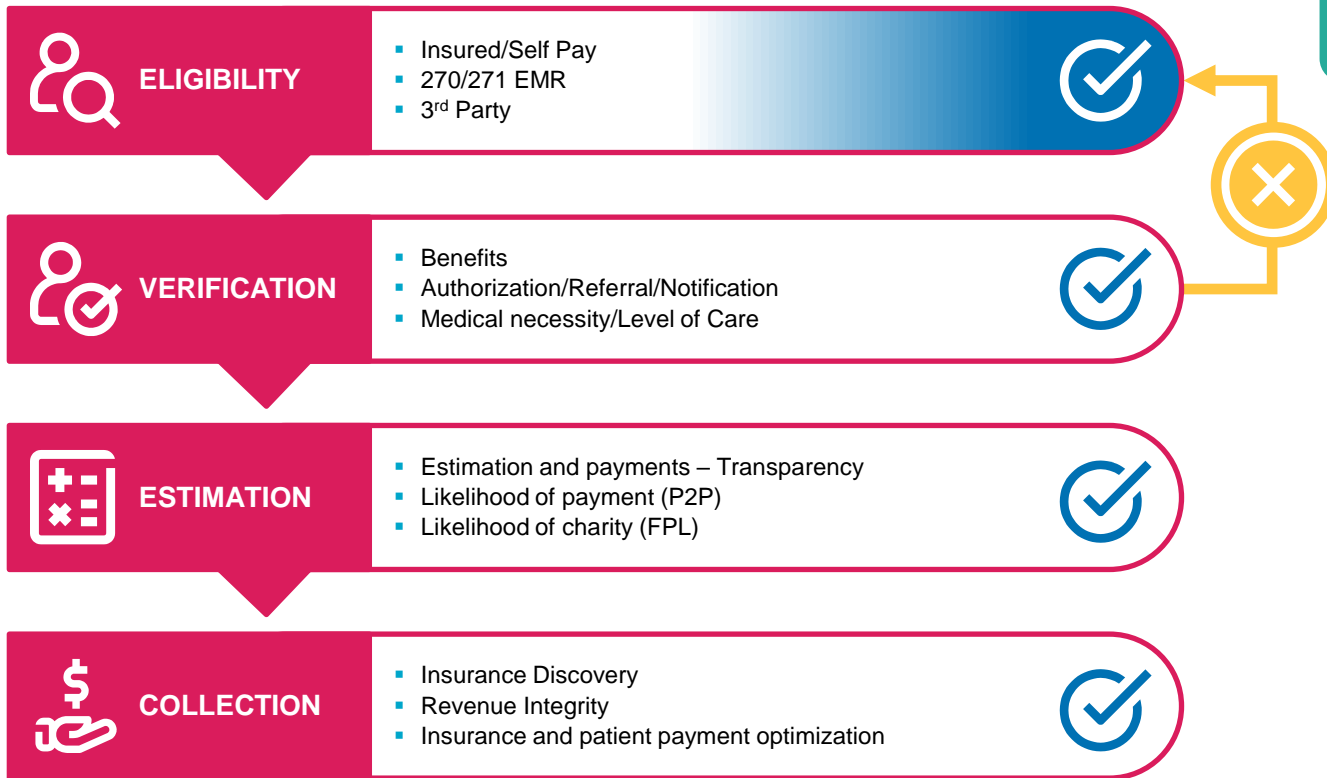 ELIGIBILITY
Insured/Self Pay
270/271 EMR
3rd Party
VERIFICATION
Benefits
Authorization/Referral/Notification
Medical necessity/Level of Care
ESTIMATION
Estimation and payments – Transparency
Likelihood of payment (P2P)
Likelihood of charity (FPL)
COLLECTION
Insurance Discovery
Revenue Integrity
Insurance and patient payment optimization